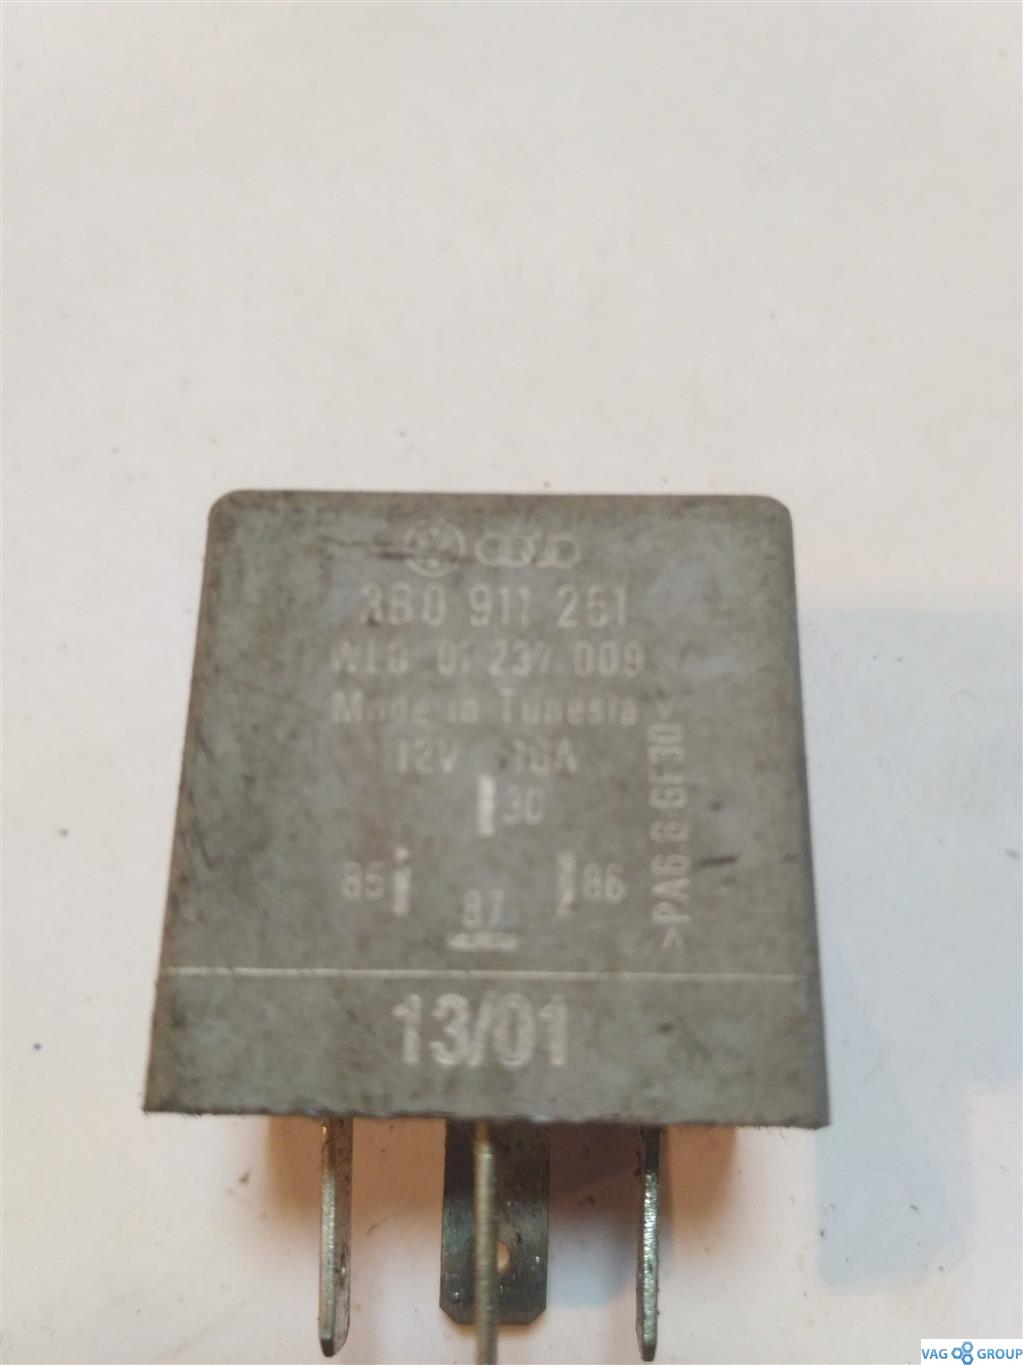 3B0 911 261
WLB 01 237 009
Made in Tunesia
12V 10A
30
85
86
87
>PA6.6-GF30<
13/01
VAG GROUP